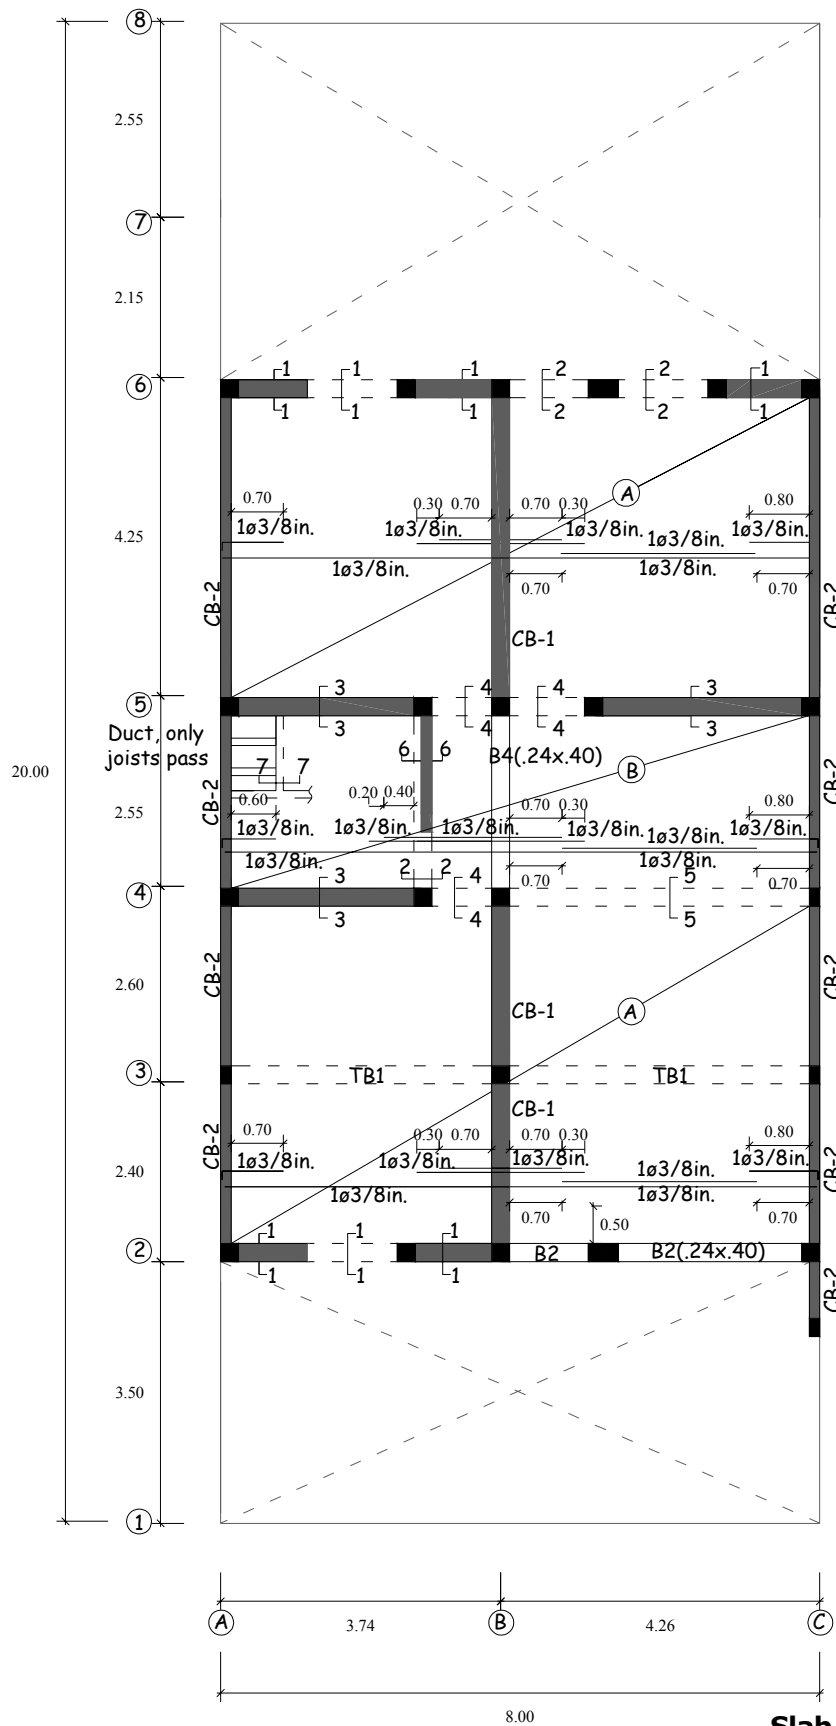 8
2.55
7
2.15
6
1 1 1 2 2 1
1 1 1 2 2 1
0.70 0.30 0.70 0.70 0.30 A 0.80
1ø3/8in. 1ø3/8in. 1ø3/8in. 1ø3/8in.
4.25
1ø3/8in.
1ø3/8in. 1ø3/8in.
0.70 0.70
CB-2 CB-2
CB-1
5
3 4 4 3
3 4 4 3
Duct, only
joists pass
6 6 B4(.24x.40)
20.00
7 7 B
CB-2 CB-2
0.60 0.20 0.40 0.70 0.30 0.80
2.55
1ø3/8in. 1ø3/8in. 1ø3/8in. 1ø3/8in. 1ø3/8in.
1ø3/8in.
1ø3/8in. 1ø3/8in.
2 2 0.70 0.70
4
3 4 5
3 4 5
CB-2 CB-2
2.60
CB-1 A
3
TB1 TB1
CB-1
0.70 0.30 0.70 0.70 0.30 0.80
CB-2 CB-2
1ø3/8in. 1ø3/8in. 1ø3/8in. 1ø3/8in.
2.40
1ø3/8in.
1ø3/8in. 1ø3/8in.
0.70 0.50 0.70
2
1 1 1 B2 B2(.24x.40)
1 1 1
CB-2
3.50
1
A 3.74 B 4.26 C
8.00